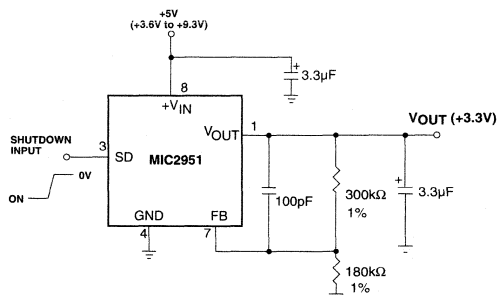 +5V
(+3.6V to +9.3V)
3.3µF
8
+VIN
VOUT
1
VOUT (+3.3V)
SHUTDOWN
INPUT
3
SD
MIC2951
0V
ON
100pF
300kΩ
1%
3.3µF
GND
FB
4
7
180kΩ
1%
+
+